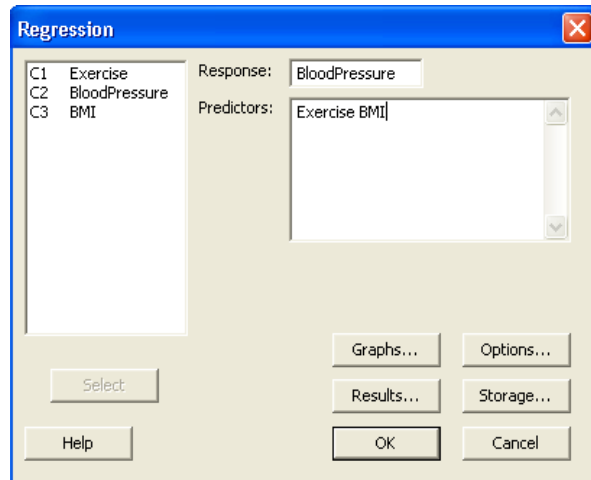 Regression
C1 Exercise
C2 BloodPressure
C3 BMI
Response: BloodPressure
Predictors: Exercise BMI
Graphs... Options...
Select
Results... Storage...
Help OK Cancel